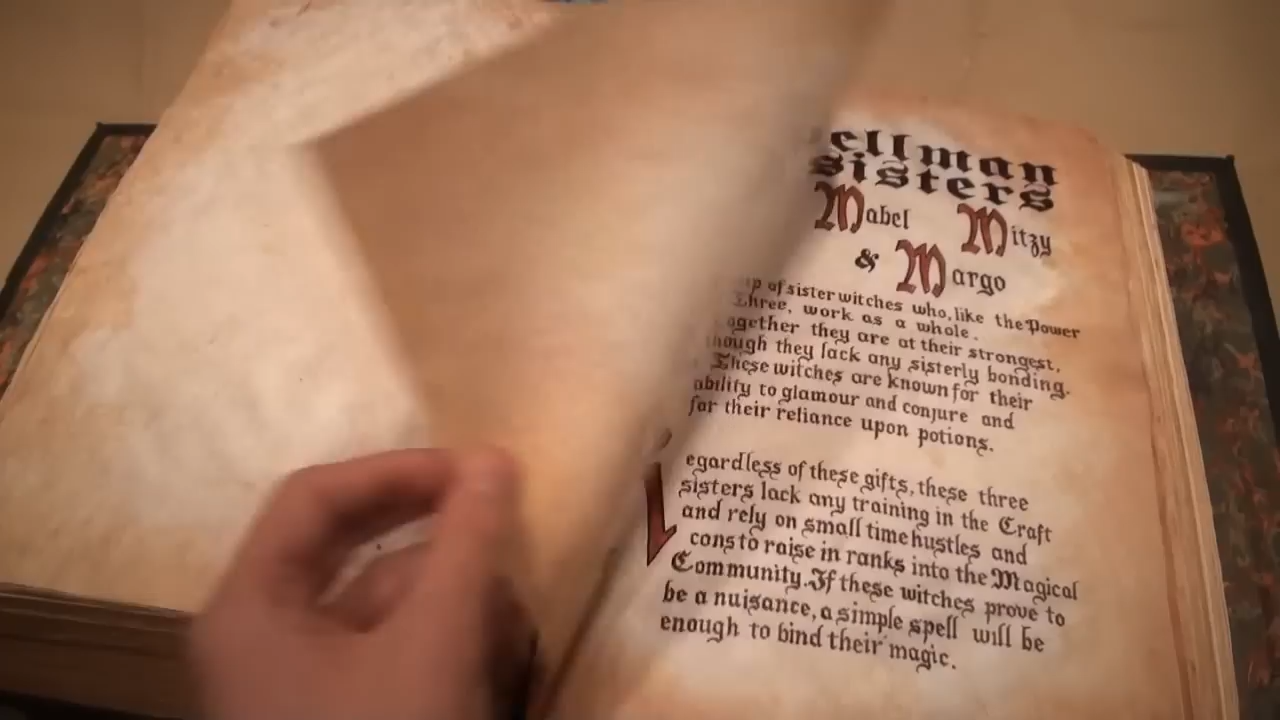 ellman
sisters
Mabel Mitzy
& Margo
of sister witches who, like the Power
Three, work as a whole.
ogether they are at their strongest,
though they lack any sisterly bonding.
These witches are known for their
ability to glamour and conjure and
for their reliance upon potions.
egardless of these gifts, these three
sisters lack any training in the Craft
and rely on small time hustles and
cons to raise in ranks into the Magical
Community. If these witches prove to
be a nuisance, a simple spell will be
enough to bind their magic.